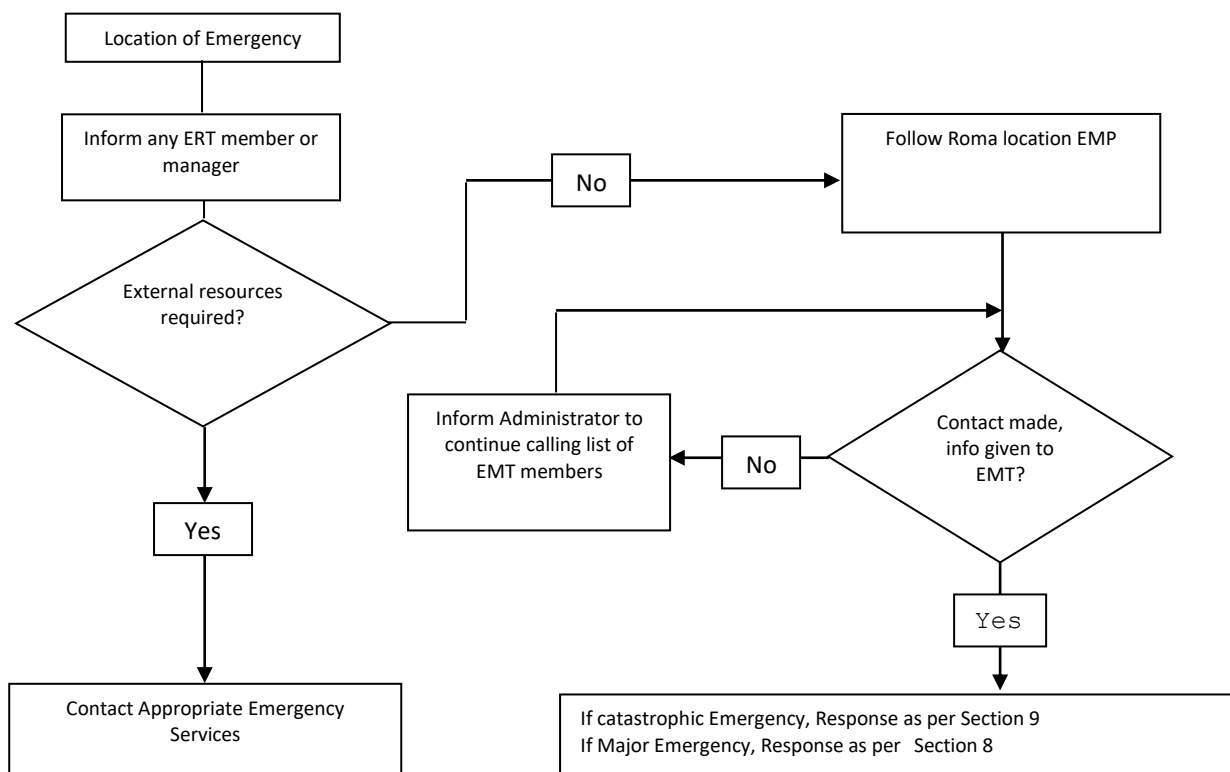 Location of Emergency
Inform any ERT member or
manager
No
Follow Roma location EMP
External resources
required?
Inform Administrator to
continue calling list of
EMT members
No
Contact made,
info given to
EMT?
Yes
Yes
Contact Appropriate Emergency
Services
If catastrophic Emergency, Response as per Section 9
If Major Emergency, Response as per Section 8